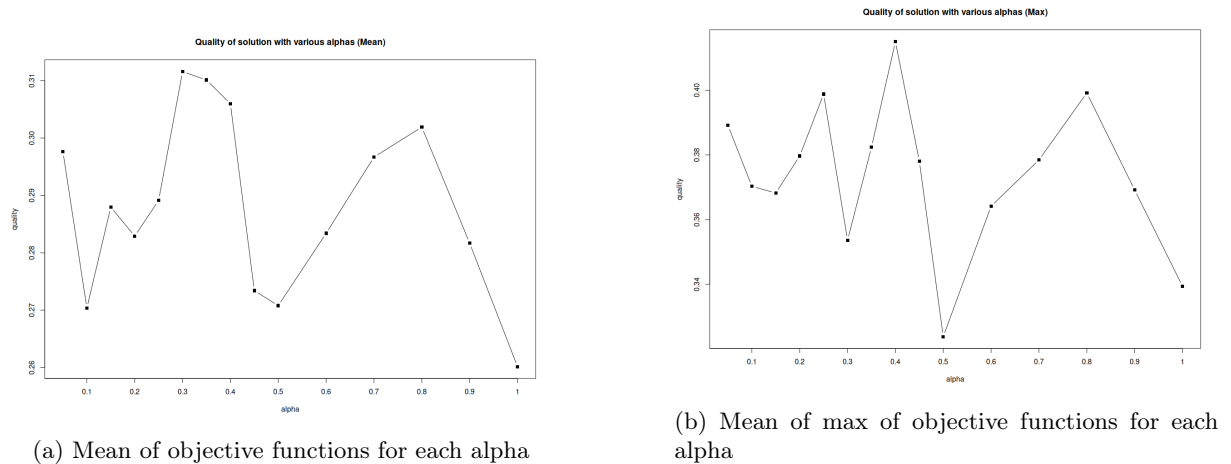 Quality of solution with various alphas (Mean)
quality
0.31
0.30
0.29
0.28
0.27
0.26
0.1 0.2 0.3 0.4 0.5 0.6 0.7 0.8 0.9 1
alpha
(a) Mean of objective functions for each alpha
Quality of solution with various alphas (Max)
quality
0.40
0.38
0.36
0.34
0.1 0.2 0.3 0.4 0.5 0.6 0.7 0.8 0.9 1
alpha
(b) Mean of max of objective functions for each
alpha